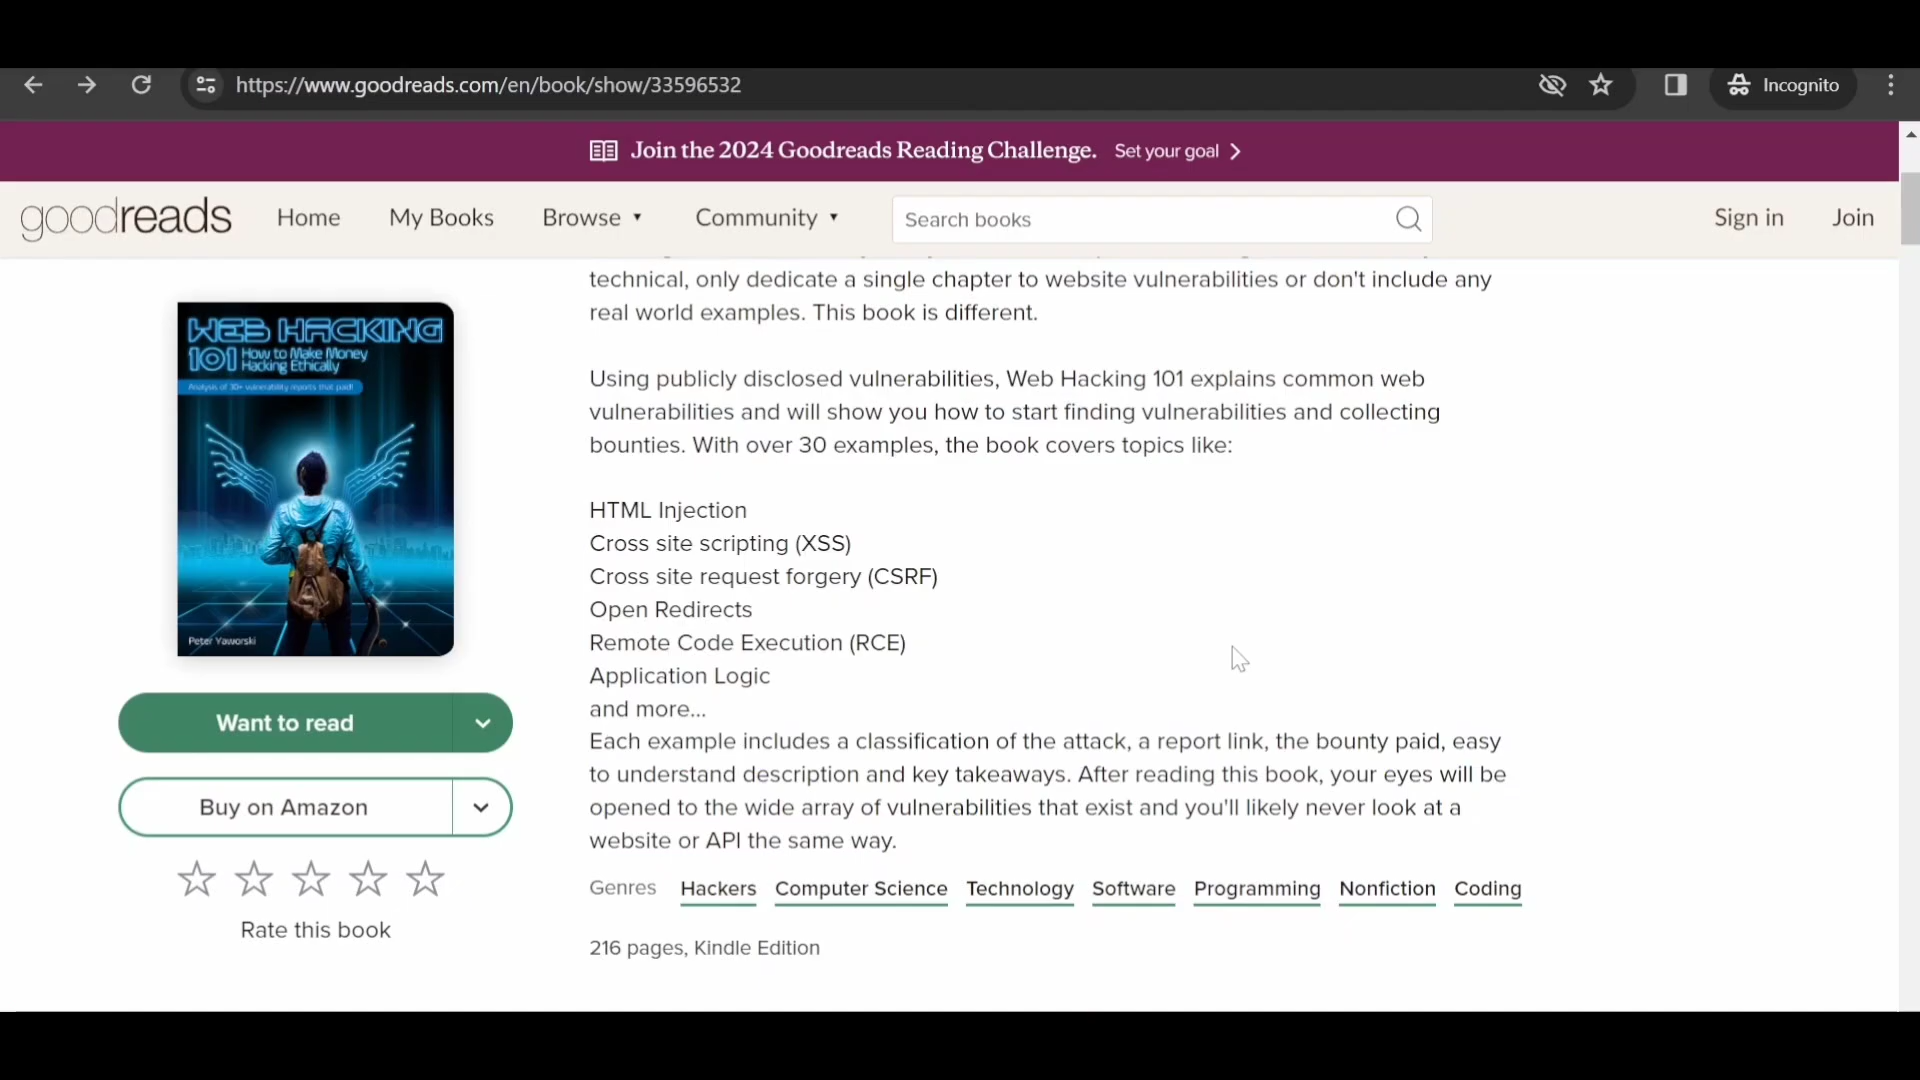 https://www.goodreads.com/en/book/show/33596532
Incognito
Join the 2024 Goodreads Reading Challenge. Set your goal
goodreads
Home
My Books
Browse
Community
Search books
Sign in
Join
technical, only dedicate a single chapter to website vulnerabilities or don't include any
real world examples. This book is different.
WEB HACKING
101 How to Make Money
Hacking Ethically
Analysis of 30+ vulnerability reports that paid!
Peter Yaworski
Want to read
Buy on Amazon
Rate this book
Using publicly disclosed vulnerabilities, Web Hacking 101 explains common web
vulnerabilities and will show you how to start finding vulnerabilities and collecting
bounties. With over 30 examples, the book covers topics like:
HTML Injection
Cross site scripting (XSS)
Cross site request forgery (CSRF)
Open Redirects
Remote Code Execution (RCE)
Application Logic
and more...
Each example includes a classification of the attack, a report link, the bounty paid, easy
to understand description and key takeaways. After reading this book, your eyes will be
opened to the wide array of vulnerabilities that exist and you'll likely never look at a
website or API the same way.
Genres Hackers Computer Science Technology Software Programming Nonfiction Coding
216 pages, Kindle Edition